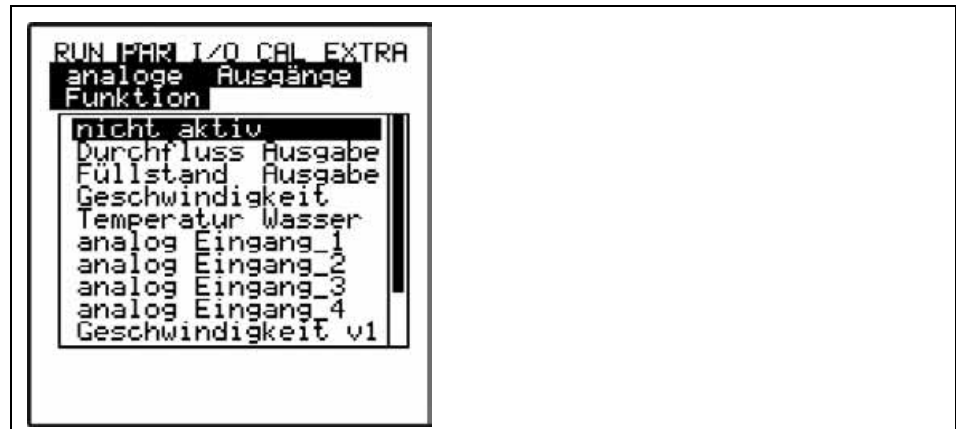 RUN PAR I/O CAL EXTRA
analoge Ausgänge
Funktion
nicht aktiv
Durchfluss Ausgabe
Füllstand Ausgabe
Geschwindigkeit
Temperatur Wasser
analog Eingang_1
analog Eingang_2
analog Eingang_3
analog Eingang_4
Geschwindigkeit v1